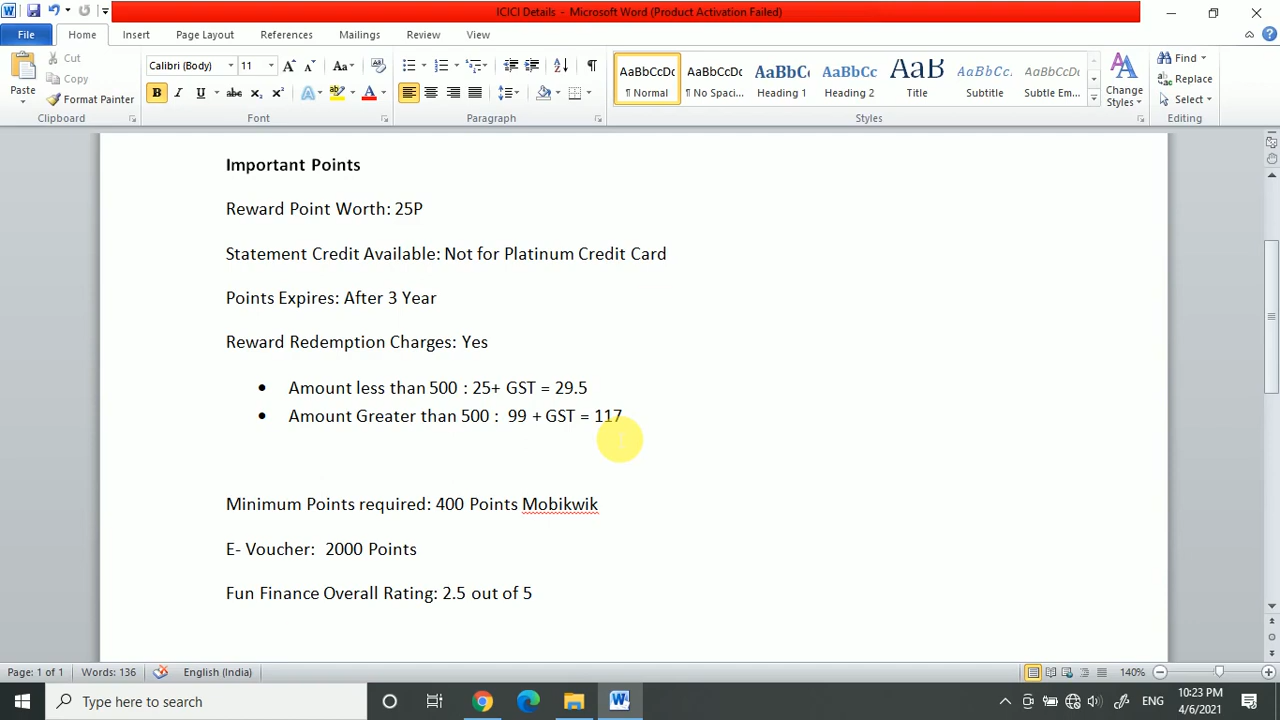 ICICI Details - Microsoft Word (Product Activation Failed)
File Home Insert Page Layout References Mailings Review View
Paste Cut Copy Format Painter
Calibri (Body) 11
AaBbCcDc AaBbCcDc AaBbCc AaBbCc AaB AaBbCc. AaBbCcDc
¶ Normal ¶ No Spaci... Heading 1 Heading 2 Title Subtitle Subtle Em...
Change Styles
Find Replace Select
Clipboard Font Paragraph Styles Editing
Important Points
Reward Point Worth: 25P
Statement Credit Available: Not for Platinum Credit Card
Points Expires: After 3 Year
Reward Redemption Charges: Yes
• Amount less than 500 : 25+ GST = 29.5
• Amount Greater than 500 : 99 + GST = 117
Minimum Points required: 400 Points Mobikwik
E- Voucher: 2000 Points
Fun Finance Overall Rating: 2.5 out of 5
Page: 1 of 1 Words: 136 English (India) 140%
Type here to search ENG 10:23 PM
4/6/2021